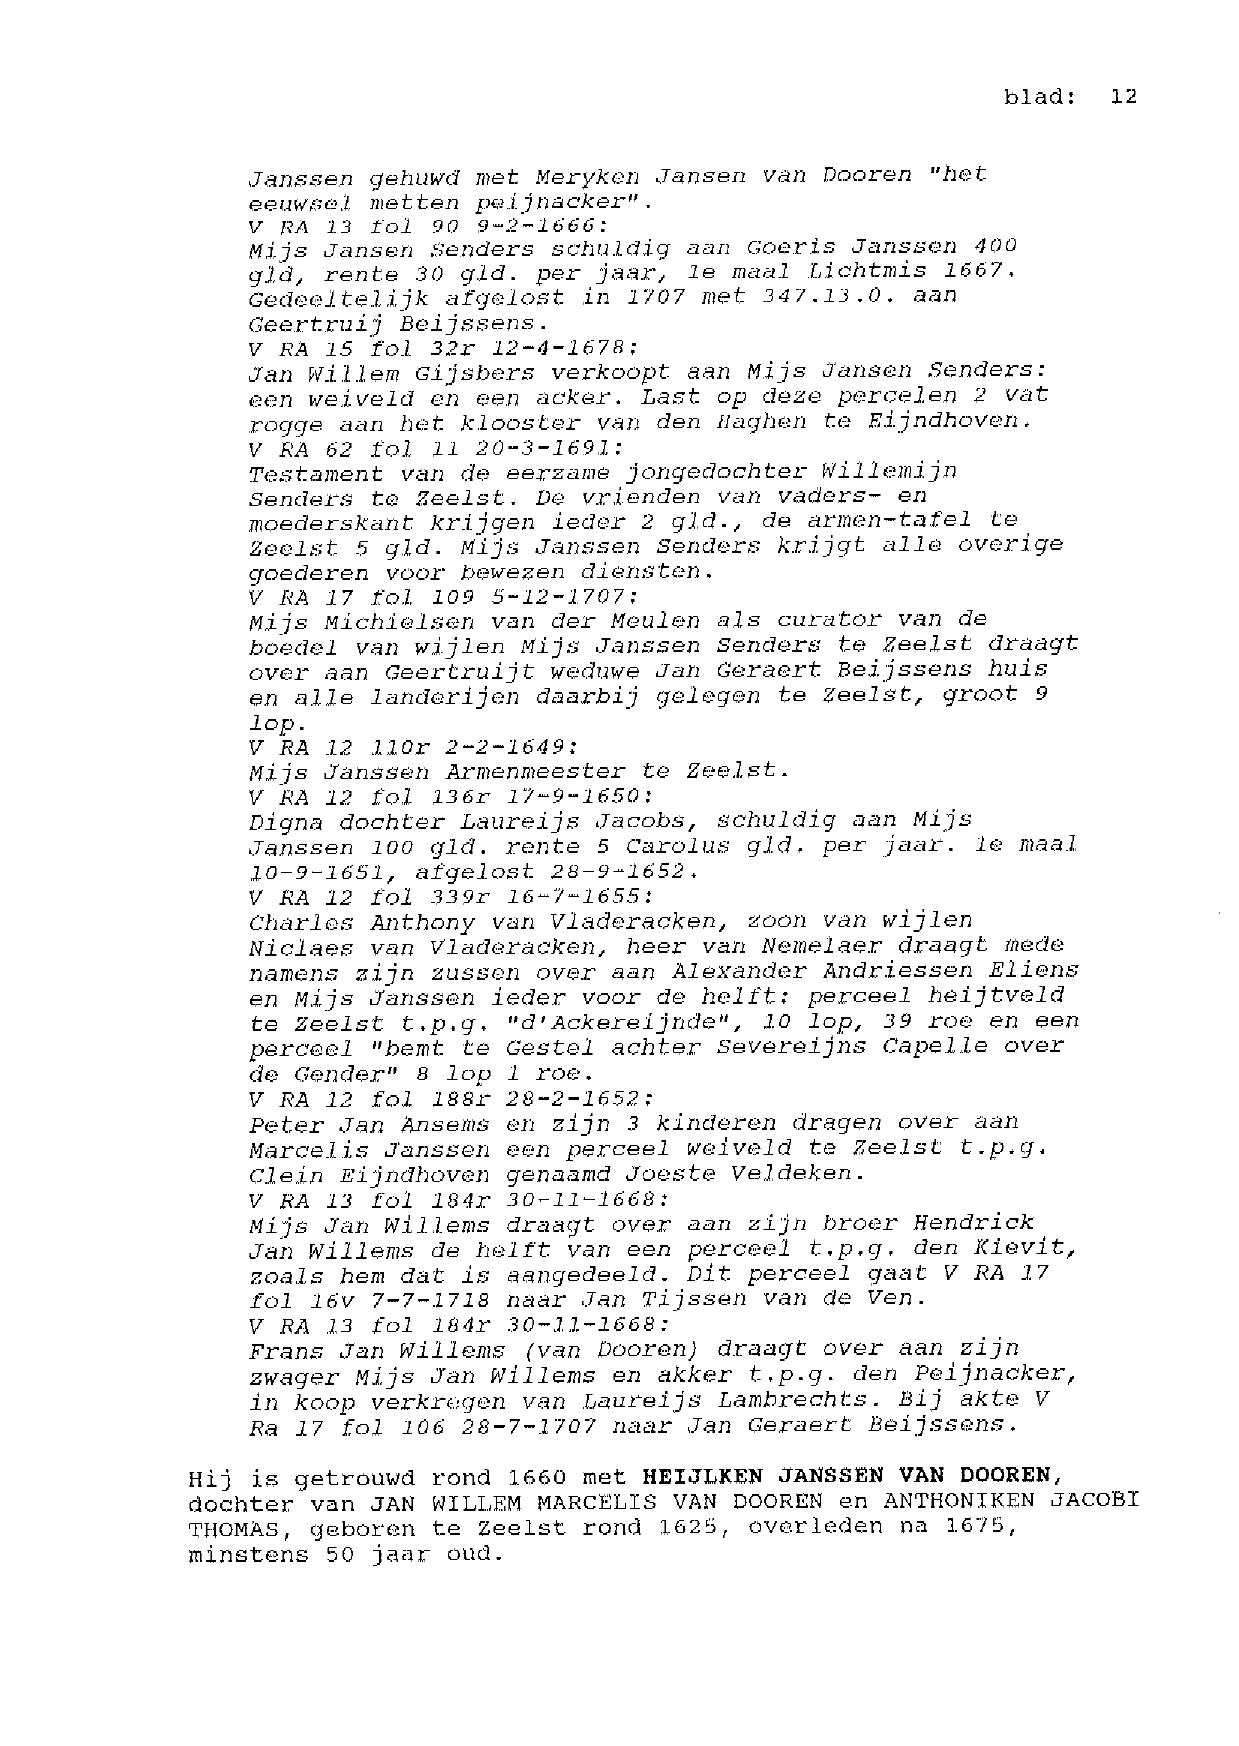 blad: 12
Janssen gehuwd met Meryken Jansen van Dooren "het
eeuwsel metten peijnacker".
V RA 13 fol 90 9-2-1666:
Mijs Jansen Senders schuldig aan Goeris Janssen 400
gld, rente 30 gld. per jaar, 1e maal Lichtmis 1667.
Gedeeltelijk afgelost in 1707 met 347.13.0. aan
Geertruij Beijssens.
V RA 15 fol 32r 12-4-1678:
Jan Willem Gijsbers verkoopt aan Mijs Jansen Senders:
een weiveld en een acker. Last op deze percelen 2 vat
rogge aan het klooster van den Haghen te Eijndhoven.
V RA 62 fol 11 20-3-1691:
Testament van de eerzame jongedochter Willemijn
Senders te Zeelst. De vrienden van vaders- en
moederskant krijgen ieder 2 gld., de armen-tafel te
Zeelst 5 gld. Mijs Janssen Senders krijgt alle overige
goederen voor bewezen diensten.
V RA 17 fol 109 5-12-1707:
Mijs Michielsen van der Meulen als curator van de
boedel van wijlen Mijs Janssen Senders te Zeelst draagt
over aan Geertruijt weduwe Jan Geraert Beijssens huis
en alle landerijen daarbij gelegen te Zeelst, groot 9
lop.
V RA 12 110r 2-2-1649:
Mijs Janssen Armenmeester te Zeelst.
V RA 12 fol 136r 17-9-1650:
Digna dochter Laureijs Jacobs, schuldig aan Mijs
Janssen 100 gld. rente 5 Carolus gld. per jaar. 1e maal
10-9-1651, afgelost 28-9-1652.
V RA 12 fol 339r 16-7-1655:
Charles Anthony van Vladeracken, zoon van wijlen
Niclaes van Vladeracken, heer van Nemelaer draagt mede
namens zijn zussen over aan Alexander Andriessen Eliens
en Mijs Janssen ieder voor de helft: perceel heijtveld
te Zeelst t.p.g. "d'Ackereijnde", 10 lop, 39 roe en een
perceel "bemt te Gestel achter Severeijns Capelle over
de Gender" 8 lop 1 roe.
V RA 12 fol 188r 28-2-1652:
Peter Jan Ansems en zijn 3 kinderen dragen over aan
Marcelis Janssen een perceel weiveld te Zeelst t.p.g.
Clein Eijndhoven genaamd Joeste Veldeken.
V RA 13 fol 184r 30-11-1668:
Mijs Jan Willems draagt over aan zijn broer Hendrick
Jan Willems de helft van een perceel t.p.g. den Kievit,
zoals hem dat is aangedeeld. Dit perceel gaat V RA 17
fol 16v 7-7-1718 naar Jan Tijssen van de Ven.
V RA 13 fol 184r 30-11-1668:
Frans Jan Willems (van Dooren) draagt over aan zijn
zwager Mijs Jan Willems en akker t.p.g. den Peijnacker,
in koop verkregen van Laureijs Lambrechts. Bij akte V
Ra 17 fol 106 28-7-1707 naar Jan Geraert Beijssens.
Hij is getrouwd rond 1660 met HEIJLKEN JANSSEN VAN DOOREN,
dochter van JAN WILLEM MARCELIS VAN DOOREN en ANTHONIKEN JACOBI
THOMAS, geboren te Zeelst rond 1625, overleden na 1675,
minstens 50 jaar oud.